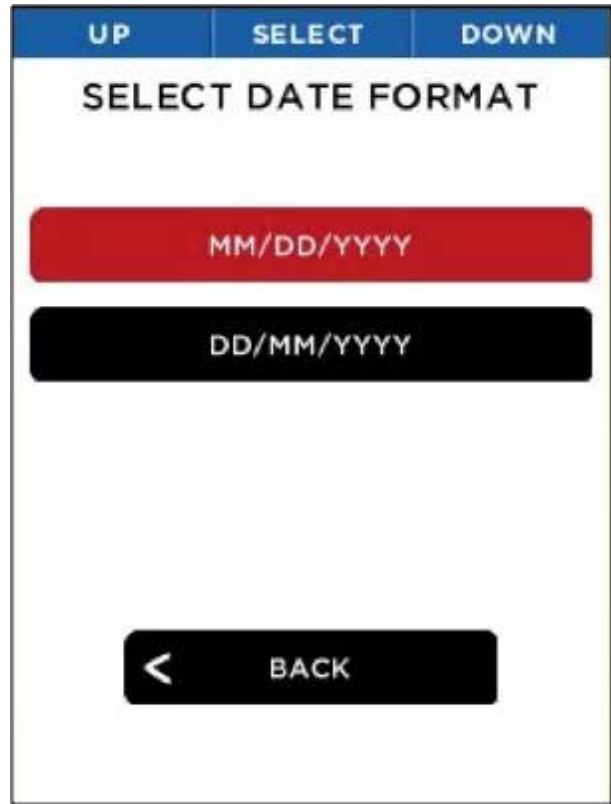 UP SELECT DOWN
SELECT DATE FORMAT
MM/DD/YYYY
DD/MM/YYYY
< BACK